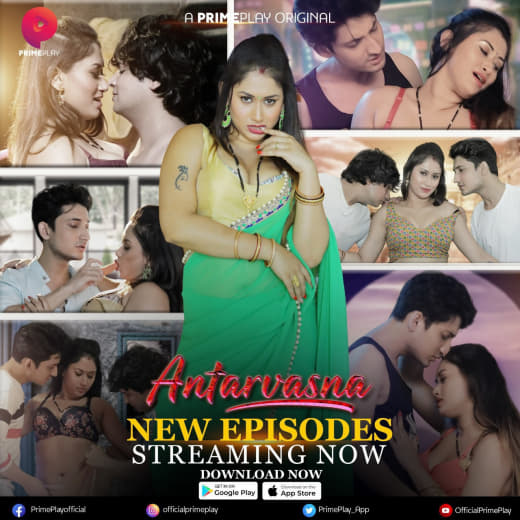 A PRIMEPLAY ORIGINAL
PRIMEPLAY
Antarvasna
NEW EPISODES
STREAMING NOW
DOWNLOAD NOW
GET IN ON
Google Play
Download on the
App Store
PrimePlayofficial
officialprimeplay
PrimePlay_App
OfficialPrimePlay